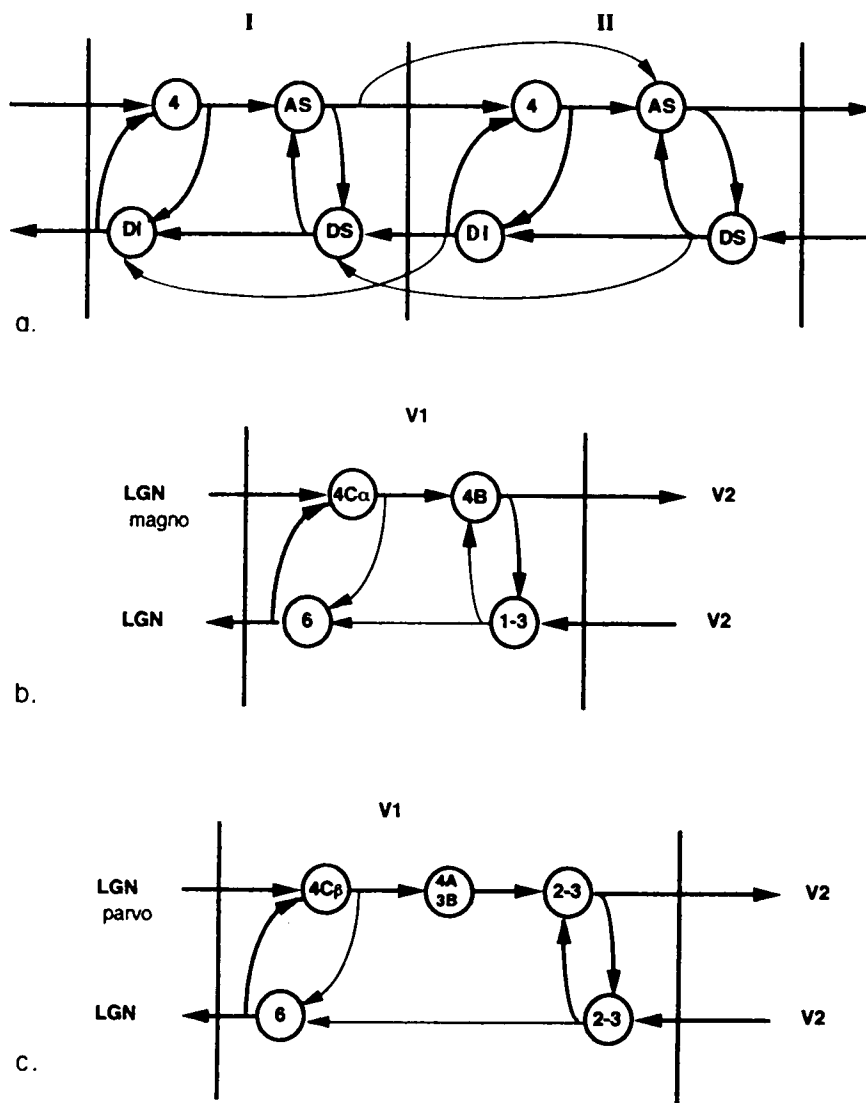 I II
4 AS 4 AS
DI DS DI DS
a.
V1
LGN 4Cα 4B V2
magno
LGN 6 1-3 V2
b.
V1
LGN 4Cβ 4A 2-3 V2
parvo 3B
LGN 6 2-3 V2
c.